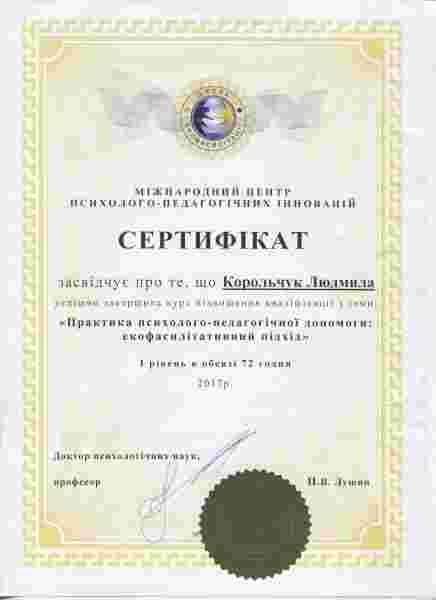 МІЖНАРОДНИЙ ЦЕНТР
ПСИХОЛОГО-ПЕДАГОГІЧНИХ ІННОВАЦІЙ
СЕРТИФІКАТ
засвідчує про те, що Корольчук Людмила
успішно завершила курс підвищення кваліфікації з теми
«Практика психолого-педагогічної допомоги:
екофасилітативний підхід»
І рівень в обсязі 72 годин
2017р.
Доктор психологічних наук,
професор П.В. Лушин